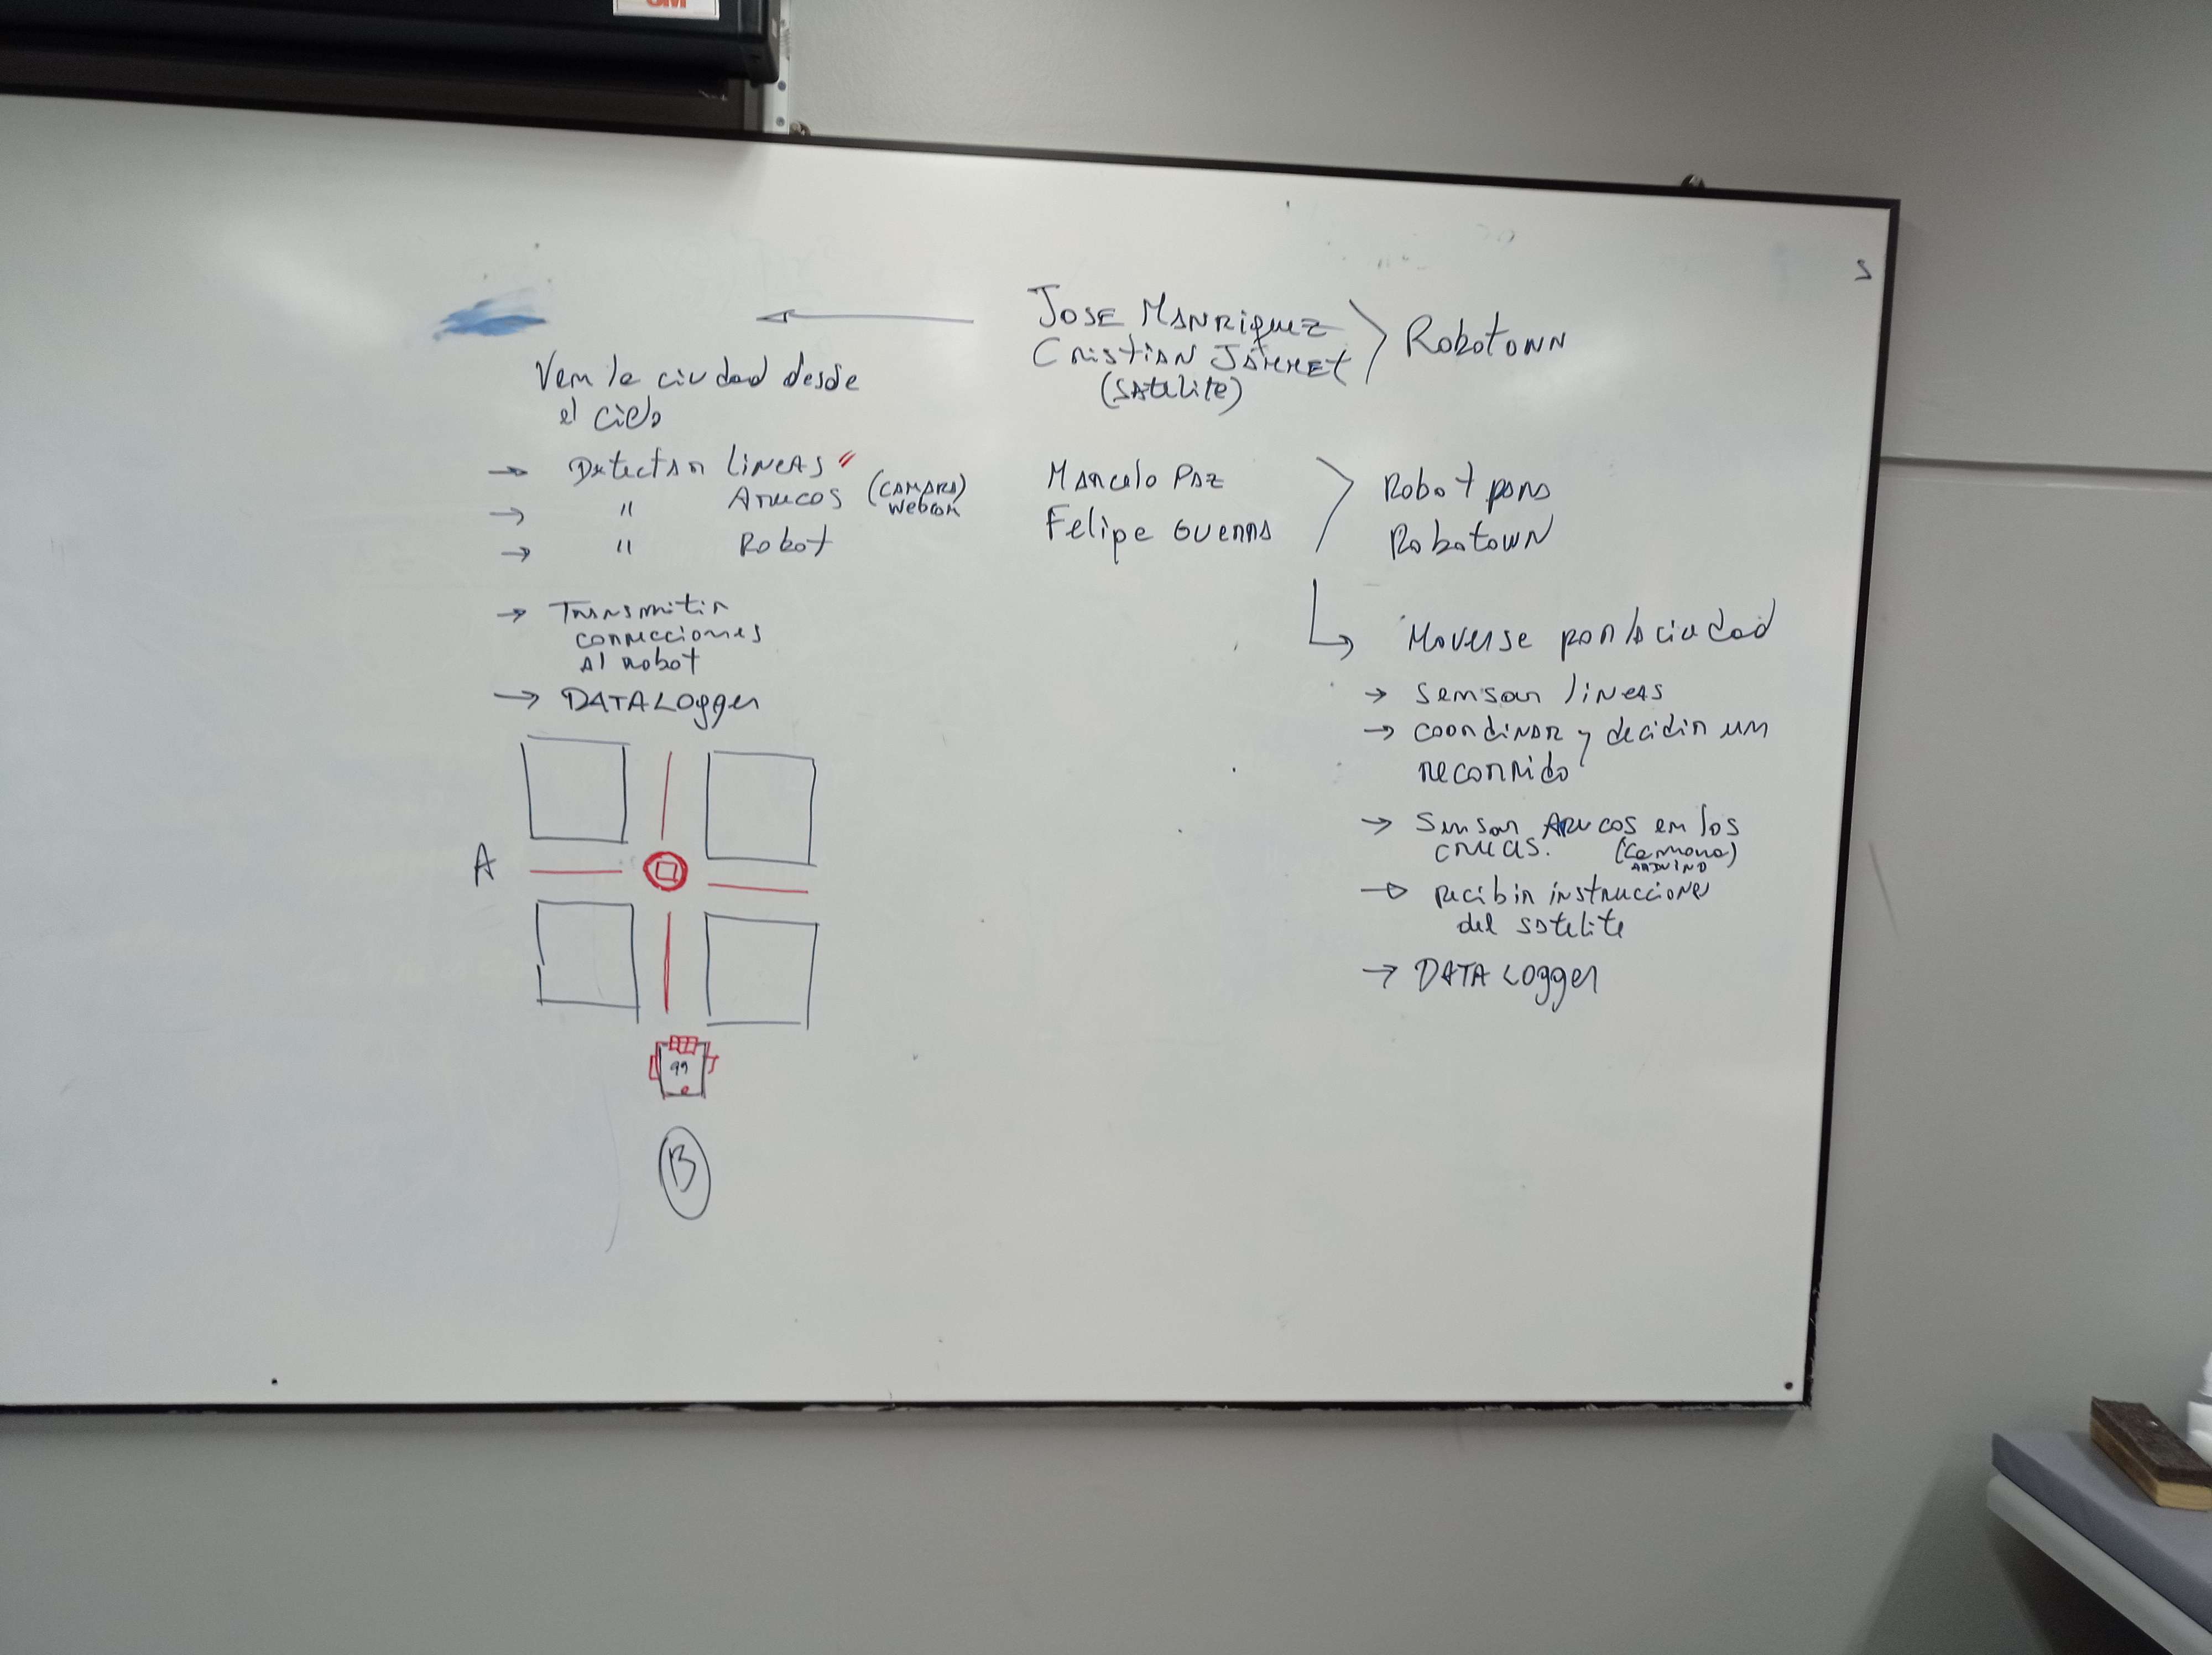 3M
S
JOSE MANRIQUEZ
CRISTIAN JAMMET
(SATELITE)
ROBOTOWN
Ver la ciudad desde
el cielo
→ Detectar LINEAS "
→ " ARUCOS (CAMARA)
WEBCAM
→ " ROBOT
→ Transmitir
correcciones
al robot
→ DATALogger
Marcelo Paz
Felipe Guerra
Robot para
RobotowN
Moverse por la ciudad
→ Sensar lineas
→ coordinar y decidir un
recorrido
→ Sensar Arucos en los
cruces. (Camara)
ARDUINO
→ recibir instrucciones
del satelite
→ DATA Logger
A
99
B